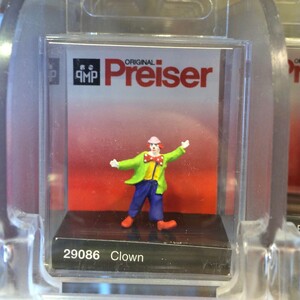 ORIGINAL
PMP Preiser
29086 Clown